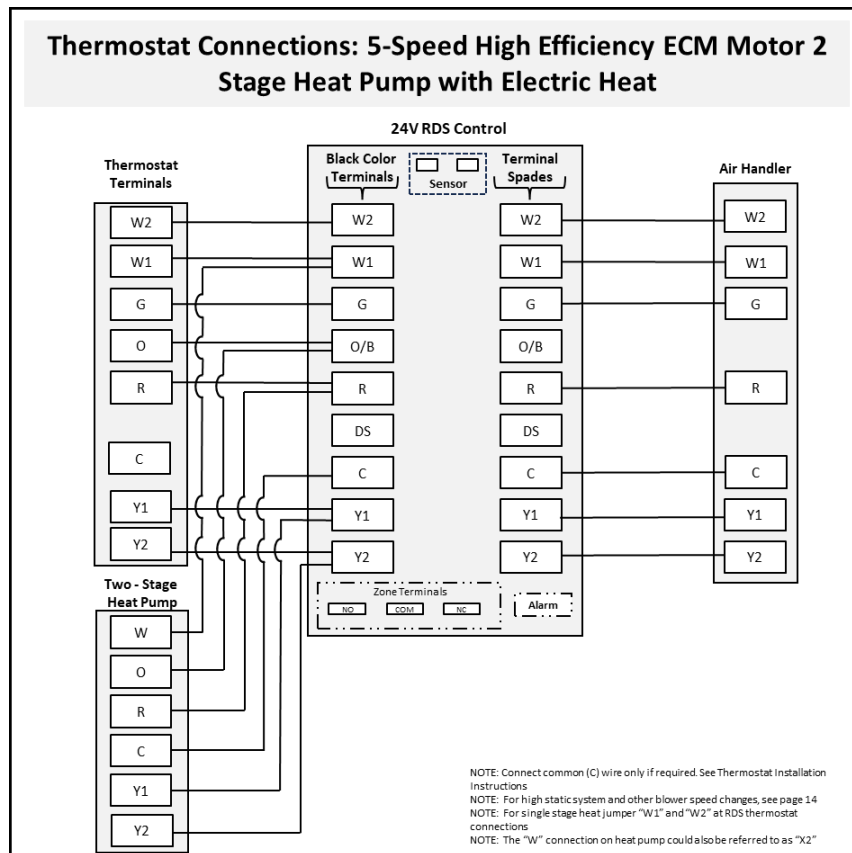 Thermostat Connections: 5-Speed High Efficiency ECM Motor 2
Stage Heat Pump with Electric Heat
24V RDS Control
Thermostat
Terminals
W2
W1
G
O
R
C
Y1
Y2
Black Color
Terminals
Sensor
Terminal
Spades
W2
W1
G
O/B
R
DS
C
Y1
Y2
W2
W1
G
O/B
R
DS
C
Y1
Y2
Zone Terminals
NO
COM
NC
Alarm
Air Handler
W2
W1
G
R
C
Y1
Y2
Two - Stage
Heat Pump
W
O
R
C
Y1
Y2
NOTE: Connect common (C) wire only if required. See Thermostat Installation
Instructions
NOTE: For high static system and other blower speed changes, see page 14
NOTE: For single stage heat jumper “W1” and “W2” at RDS thermostat
connections
NOTE: The “W” connection on heat pump could also be referred to as “X2”